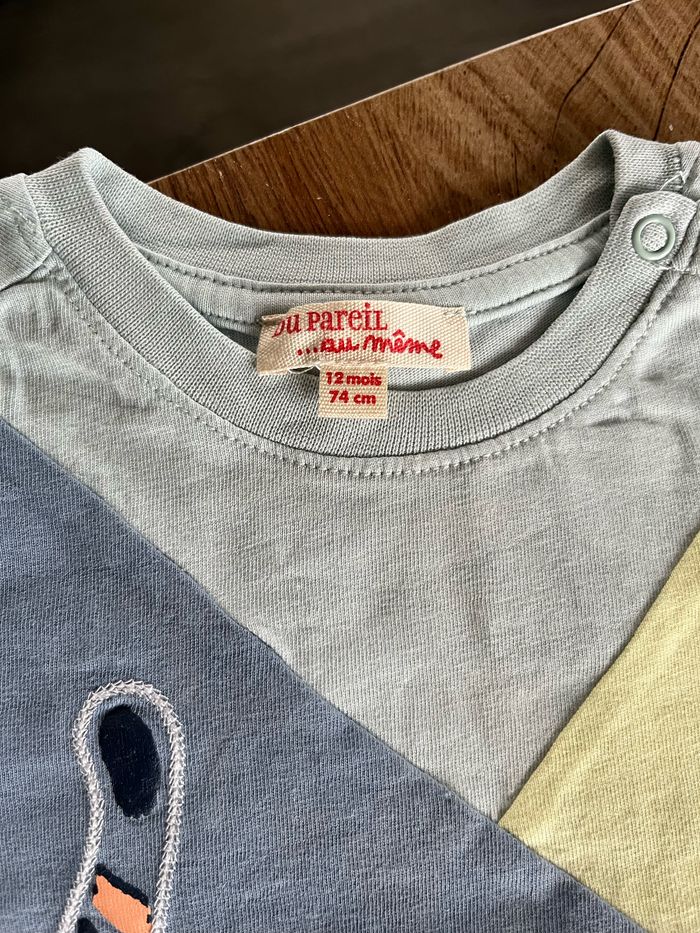 Du PareiL
...au même
12 mois
74 cm